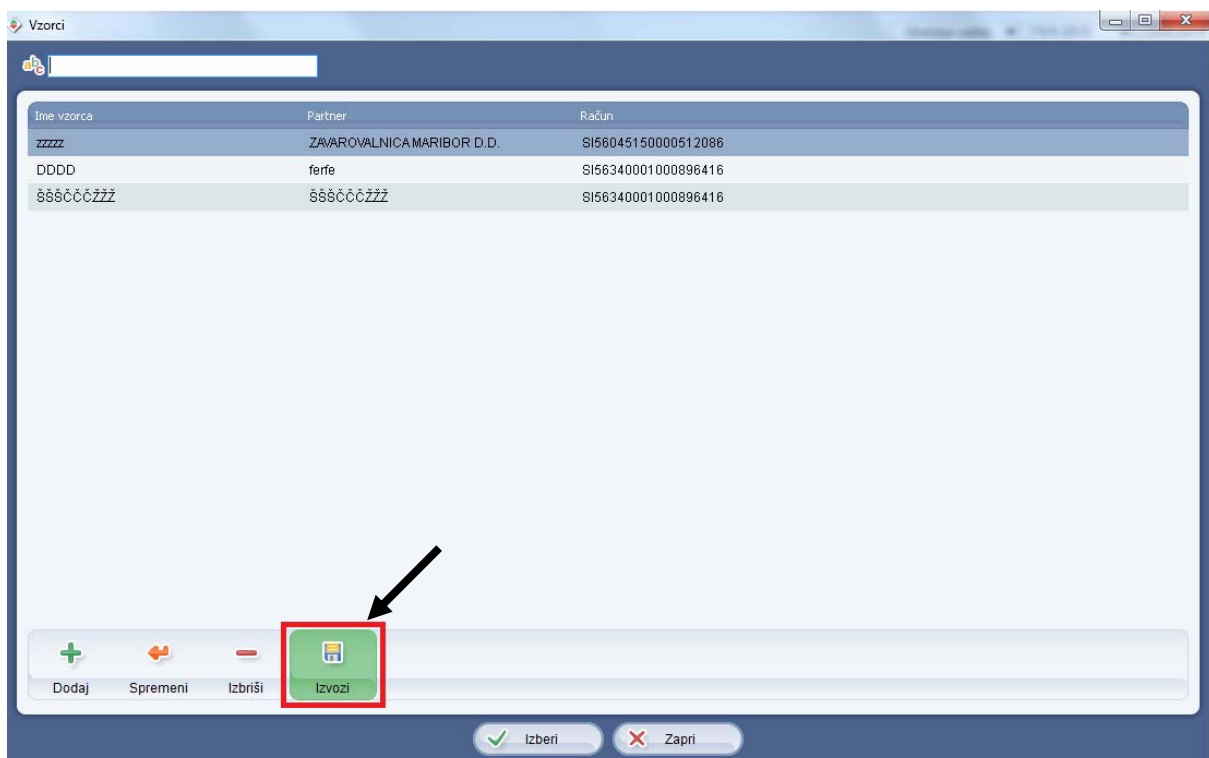 Vzorci
abc
Ime vzorca Partner Račun
zzzzz ZAVAROVALNICA MARIBOR D.D. SI56045150000512086
DDDD ferfe SI56340001000896416
ŠŠŠČČČŽŽŽ ŠŠŠČČČŽŽŽ SI56340001000896416
Dodaj Spremeni Izbriši Izvozi
Izberi Zapri